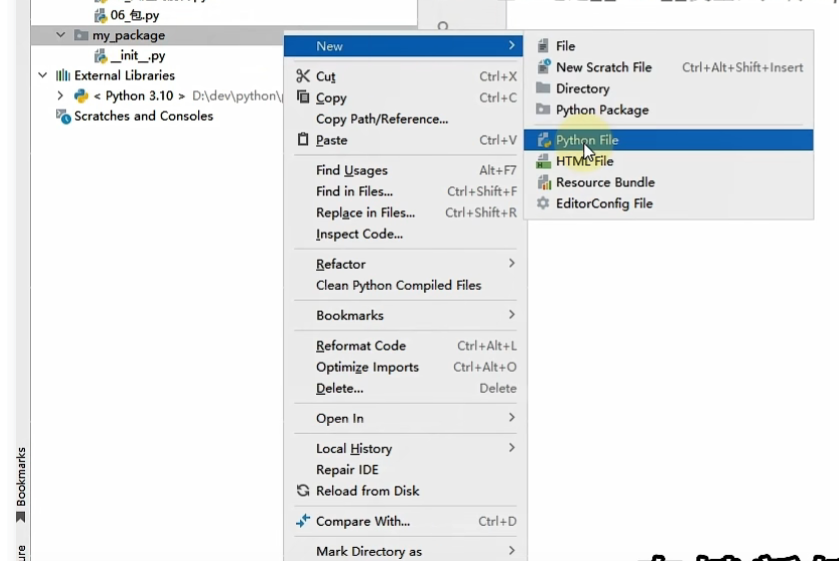 06_包.py
my_package
__init__.py
External Libraries
< Python 3.10 > D:\dev\python\
Scratches and Consoles
New
Cut Ctrl+X
Copy Ctrl+C
Copy Path/Reference...
Paste Ctrl+V
Find Usages Alt+F7
Find in Files... Ctrl+Shift+F
Replace in Files... Ctrl+Shift+R
Inspect Code...
Refactor
Clean Python Compiled Files
Bookmarks
Reformat Code Ctrl+Alt+L
Optimize Imports Ctrl+Alt+O
Delete... Delete
Open In
Local History
Repair IDE
Reload from Disk
Compare With... Ctrl+D
Mark Directory as
File
New Scratch File Ctrl+Alt+Shift+Insert
Directory
Python Package
Python File
HTML File
Resource Bundle
EditorConfig File
Bookmarks